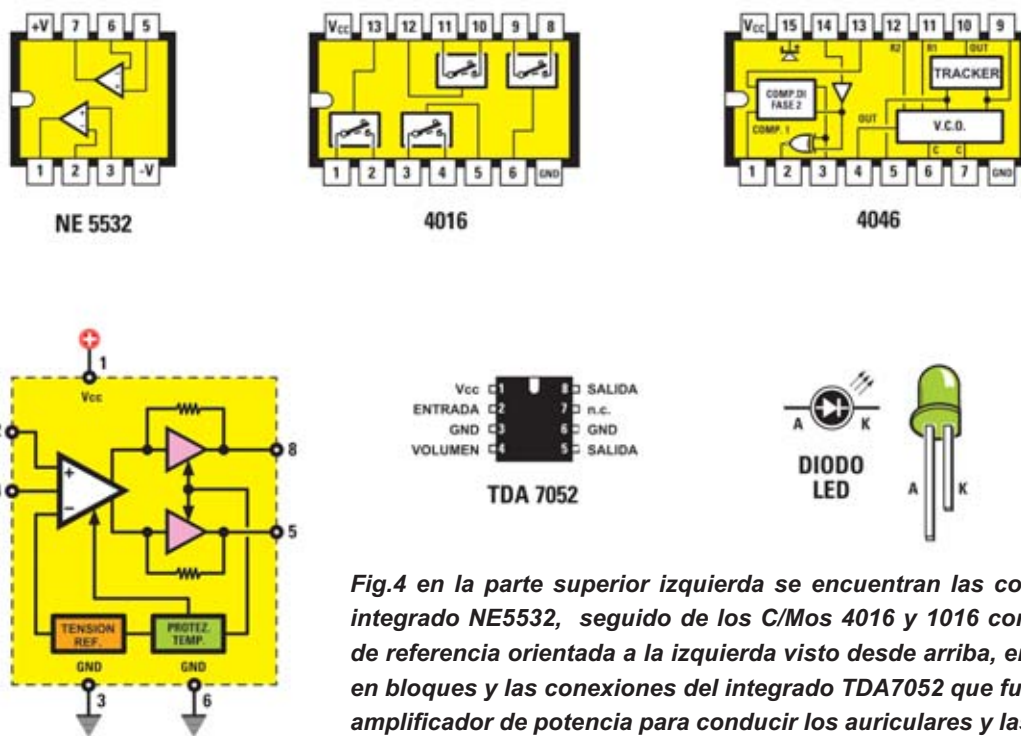 +V 7 6 5
1 2 3 -V
NE 5532
Vcc 13 12 11 10 9 8
1 2 3 4 5 6 GND
4016
Vcc 15 14 13 12 11 10 9
R2 R1 OUT
TRACKER
COMP.DI
FASE 2
V.C.O.
OUT
COMP. 1
C C
1 2 3 4 5 6 7 GND
4046
+
1
Vcc
2
+
8
-
5
TENSION
REF.
PROTEZ.
TEMP.
GND GND
3 6
Vcc 1 8 SALIDA
ENTRADA 2 7 n.c.
GND 3 6 GND
VOLUMEN 4 5 SALIDA
TDA 7052
A K
DIODO
LED
A K
Fig.4 en la parte superior izquierda se encuentran las co
integrado NE5532, seguido de los C/Mos 4016 y 1016 con
de referencia orientada a la izquierda visto desde arriba, en
en bloques y las conexiones del integrado TDA7052 que fu
amplificador de potencia para conducir los auriculares y las